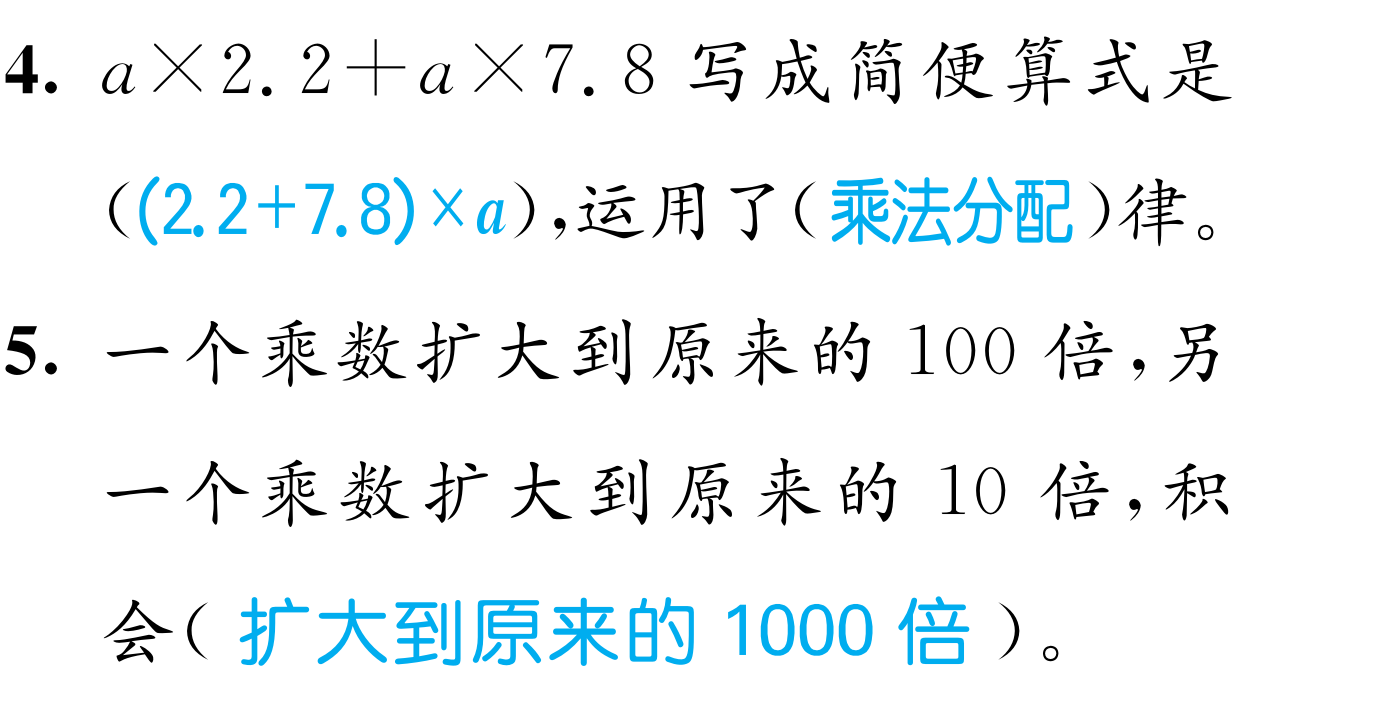 4. a×2.2+a×7.8 写成简便算式是
((2.2+7.8)×a),运用了(乘法分配)律。
5. 一个乘数扩大到原来的 100 倍,另
一个乘数扩大到原来的 10 倍,积
会( 扩大到原来的 1000 倍 )。